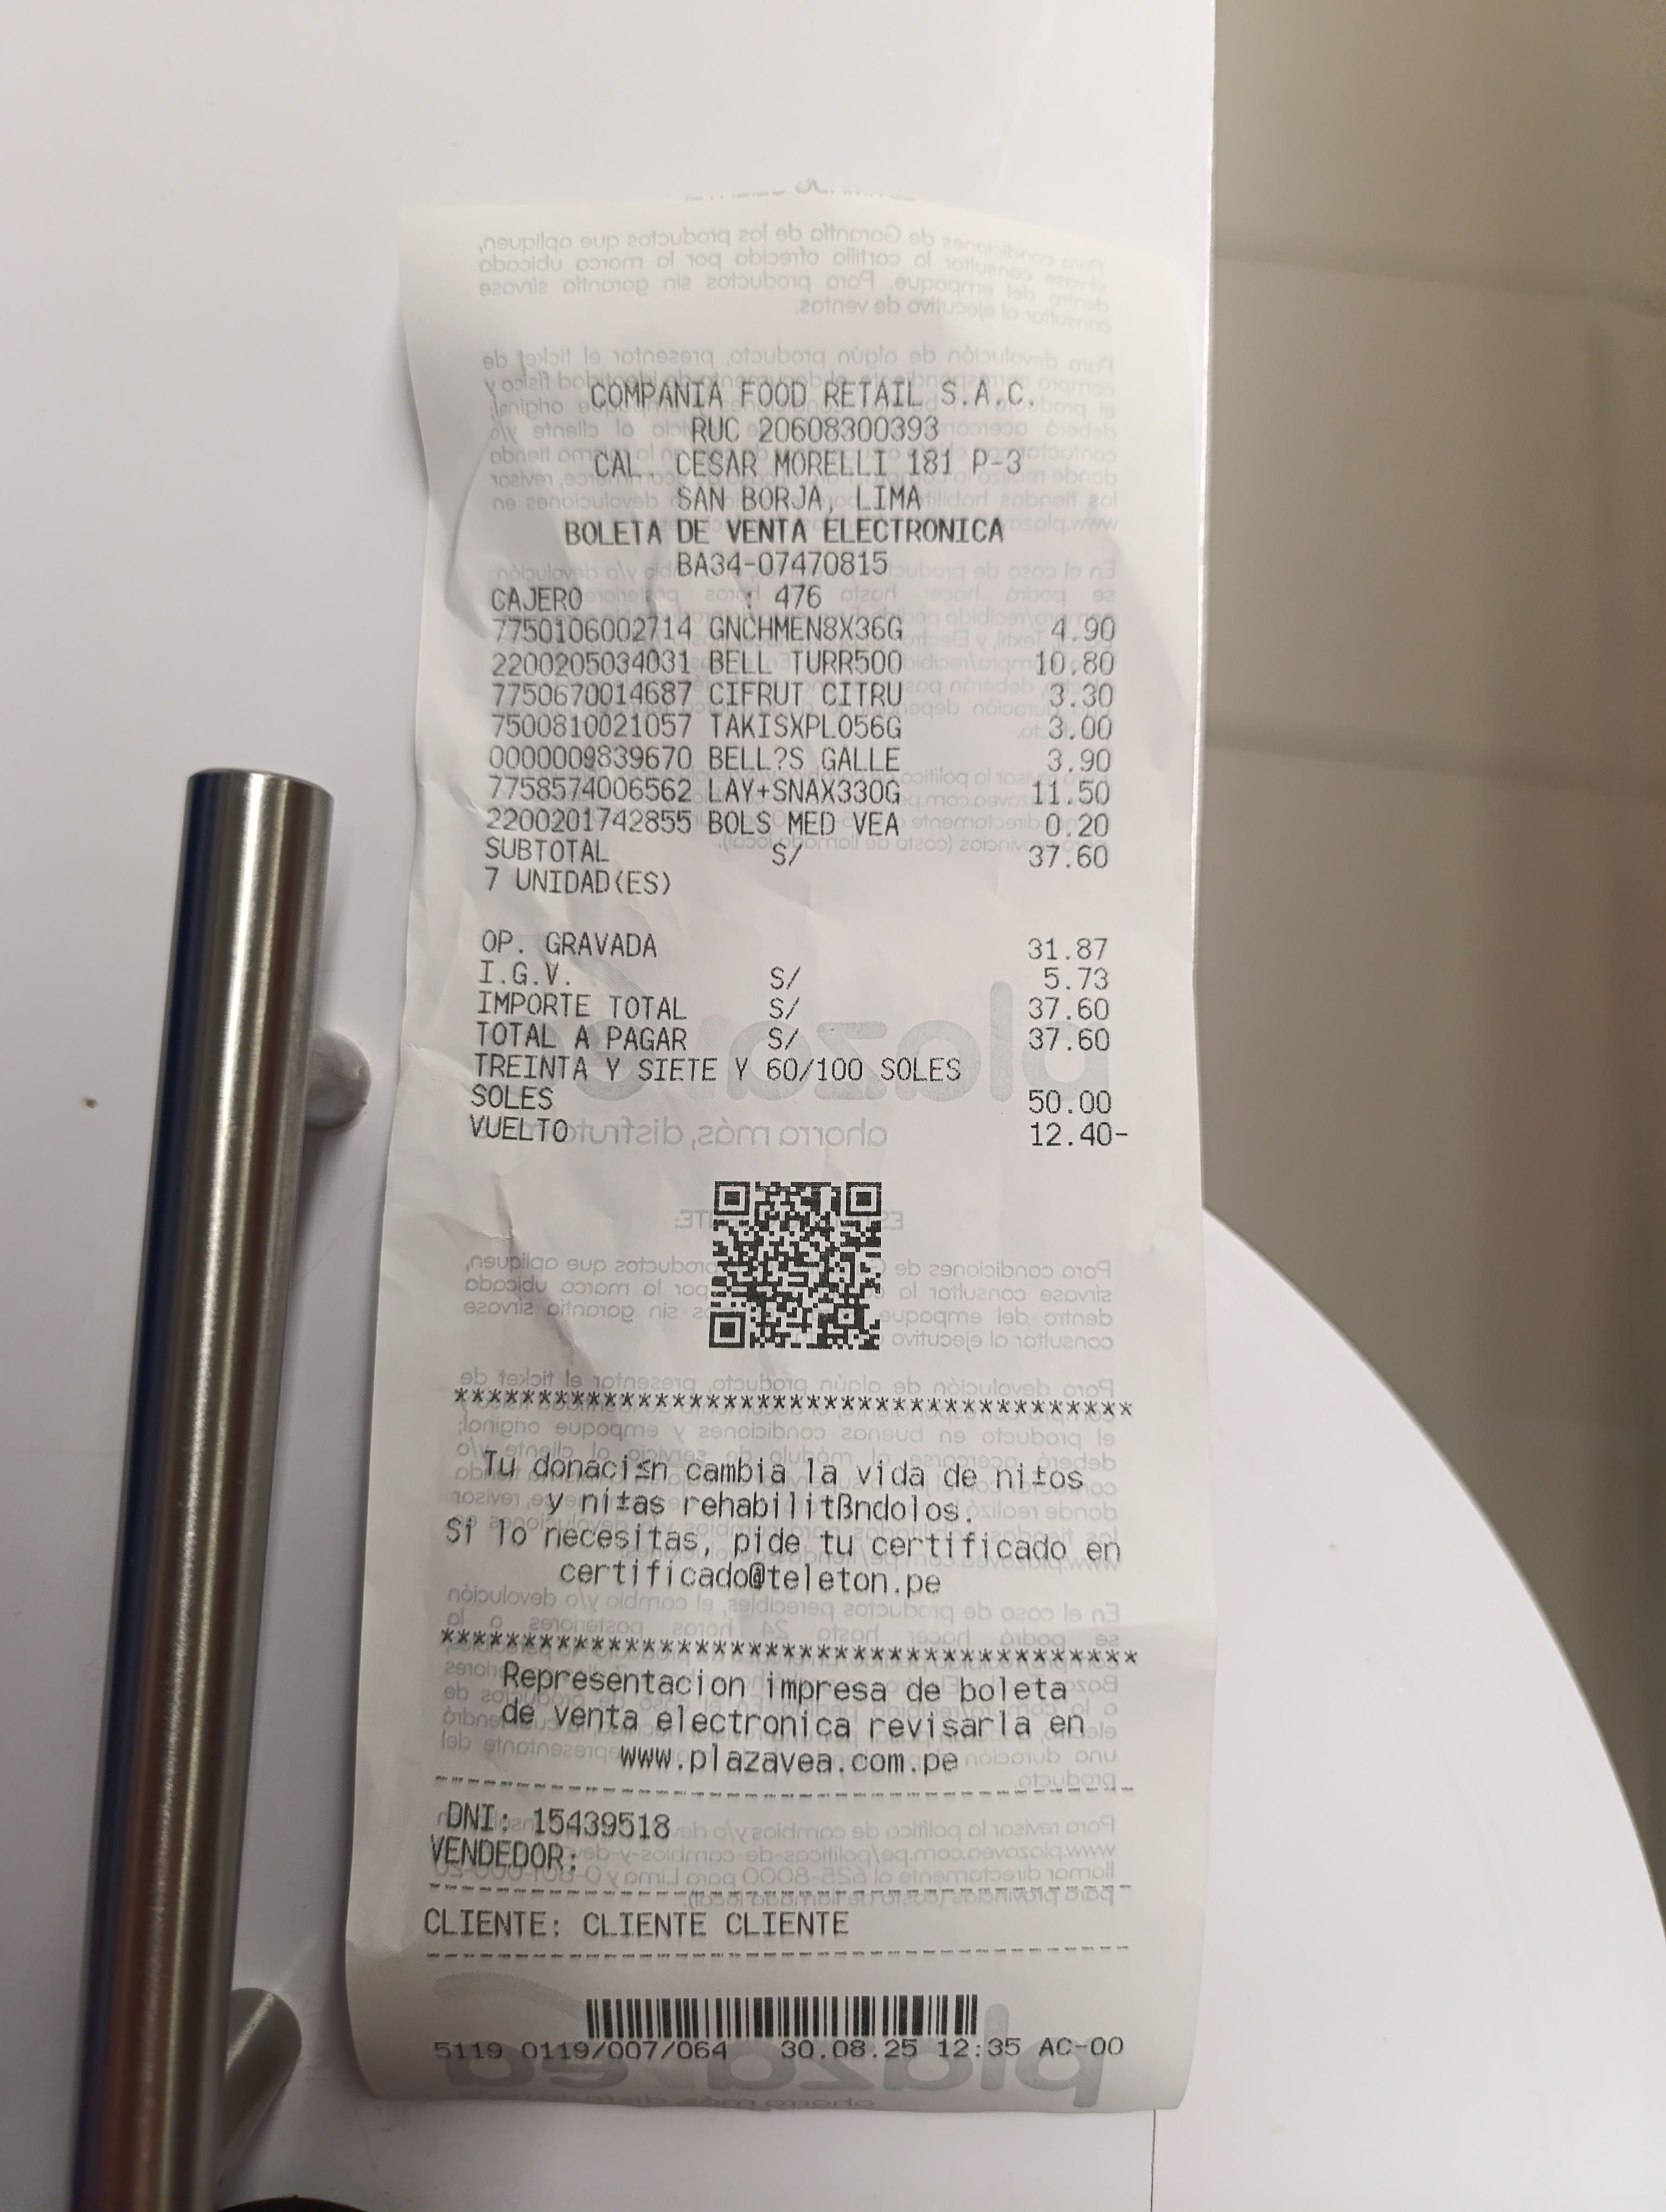 COMPANIA FOOD RETAIL S.A.C.
RUC 20608300393
CAL. CESAR MORELLI 181 P-3
SAN BORJA, LIMA
BOLETA DE VENTA ELECTRONICA
BA34-07470815
CAJERO : 476
7750106002714 GNCHMEN8X36G 4.90
2200205034031 BELL TURR500 10.80
7750670014687 CIFRUT CITRU 3.30
7500810021057 TAKISXPLO56G 3.00
0000009839670 BELL?S GALLE 3.90
7758574006562 LAY+SNAX330G 11.50
2200201742855 BOLS MED VEA 0.20
SUBTOTAL S/ 37.60
7 UNIDAD(ES)
OP. GRAVADA 31.87
I.G.V. S/ 5.73
IMPORTE TOTAL S/ 37.60
TOTAL A PAGAR S/ 37.60
TREINTA Y SIETE Y 60/100 SOLES
SOLES 50.00
VUELTO 12.40-
****************************************
Tu donaci≤n cambia la vida de ni±os
y ni±as rehabilitßndolos.
Si lo necesitas, pide tu certificado en
certificado@teleton.pe
****************************************
Representacion impresa de boleta
de venta electronica revisarla en
www.plazavea.com.pe
DNI: 15439518
VENDEDOR:
CLIENTE: CLIENTE CLIENTE
5119 0119/007/064 30.08.25 12:35 AC-00